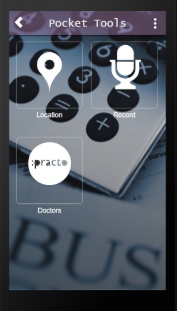 Pocket Tools
Location
Record
:practo
Doctors
BUS